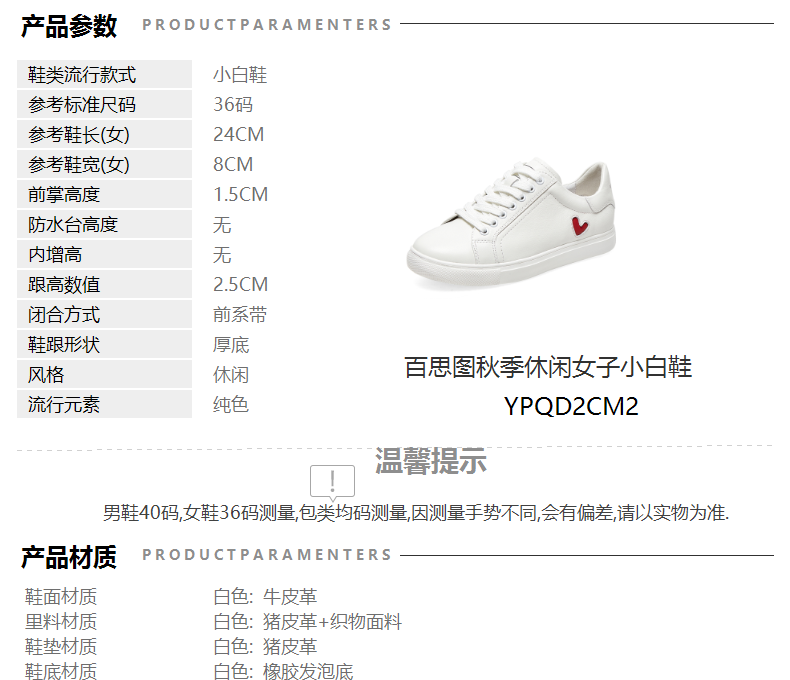 产品参数 PRODUCTPARAMENTERS
鞋类流行款式 小白鞋
参考标准尺码 36码
参考鞋长(女) 24CM
参考鞋宽(女) 8CM
前掌高度 1.5CM
防水台高度 无
内增高 无
跟高数值 2.5CM
闭合方式 前系带
鞋跟形状 厚底
风格 休闲
流行元素 纯色
百思图秋季休闲女子小白鞋
YPQD2CM2
温馨提示
!
男鞋40码,女鞋36码测量,包类均码测量,因测量手势不同,会有偏差,请以实物为准.
产品材质 PRODUCTPARAMENTERS
鞋面材质 白色: 牛皮革
里料材质 白色: 猪皮革+织物面料
鞋垫材质 白色: 猪皮革
鞋底材质 白色: 橡胶发泡底